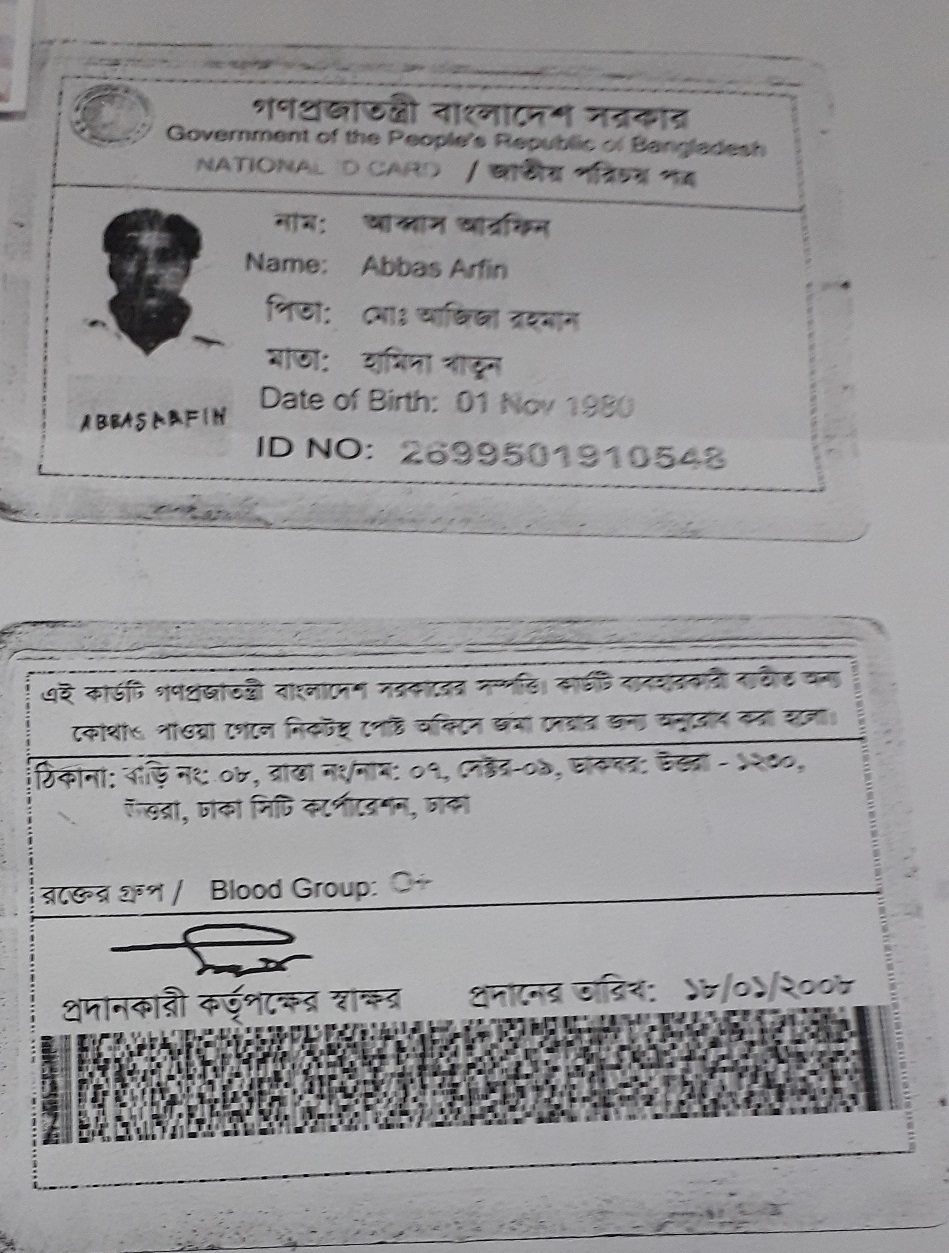 গণপ্রজাতন্ত্রী বাংলাদেশ সরকার
Government of the People's Republic of Bangladesh
NATIONAL ID CARD / জাতীয় পরিচয় পত্র
নাম: আব্বাস আরফিন
Name: Abbas Arfin
পিতা: মোঃ আজিজা রহমান
মাতা: হামিদা খাতুন
Date of Birth: 01 Nov 1980
ABBAS ARFIN
ID NO: 2699501910548
এই কার্ডটি গণপ্রজাতন্ত্রী বাংলাদেশ সরকারের সম্পত্তি। কার্ডটি ব্যবহারকারী ব্যতীত অন্য
কোথাও পাওয়া গেলে নিকটস্থ পোস্ট অফিসে জমা দেয়ার জন্য অনুরোধ করা হলো।
ঠিকানা: বাড়ি নং: ০৮, রাস্তা নং/নাম: ০৭, সেক্টর-০৯, ডাকঘর: উত্তরা - ১২৩০,
উত্তরা, ঢাকা সিটি কর্পোরেশন, ঢাকা
রক্তের গ্রুপ / Blood Group: O+
প্রদানকারী কর্তৃপক্ষের স্বাক্ষর প্রদানের তারিখ: ১৮/০১/২০০৮